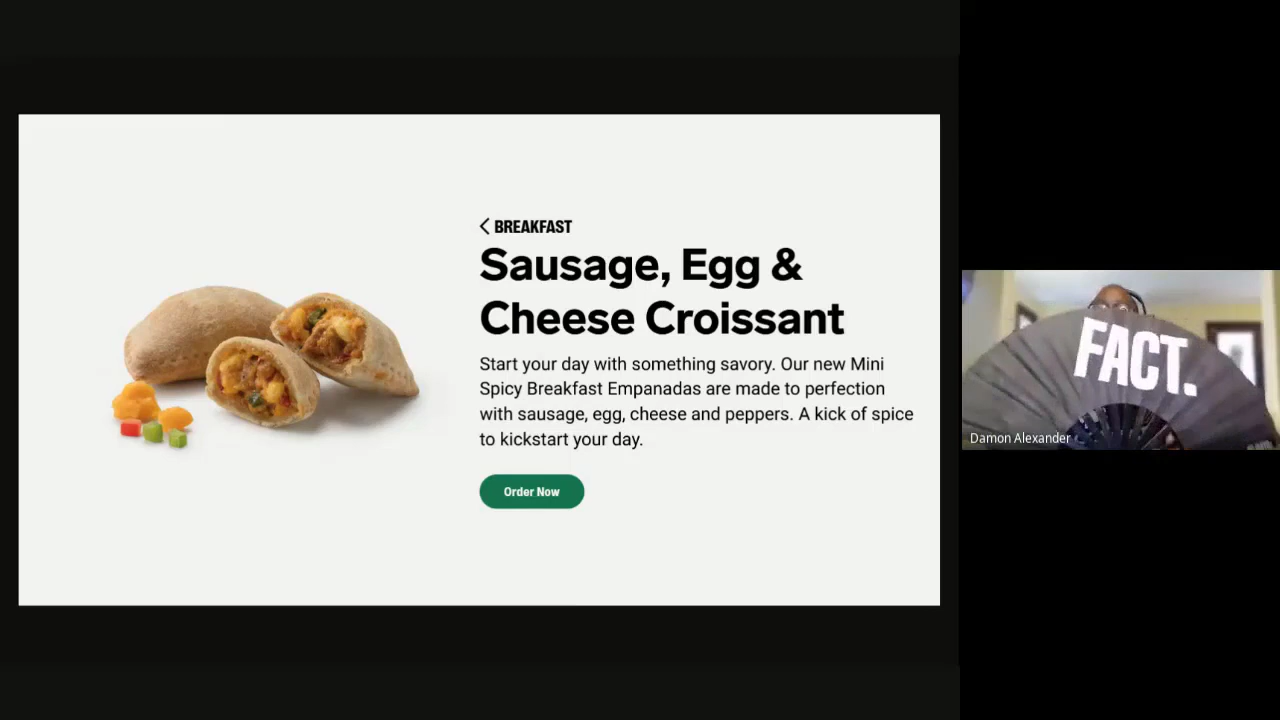 BREAKFAST
Sausage, Egg &
Cheese Croissant
Start your day with something savory. Our new Mini
Spicy Breakfast Empanadas are made to perfection
with sausage, egg, cheese and peppers. A kick of spice
to kickstart your day.
Order Now
FACT.
Damon Alexander